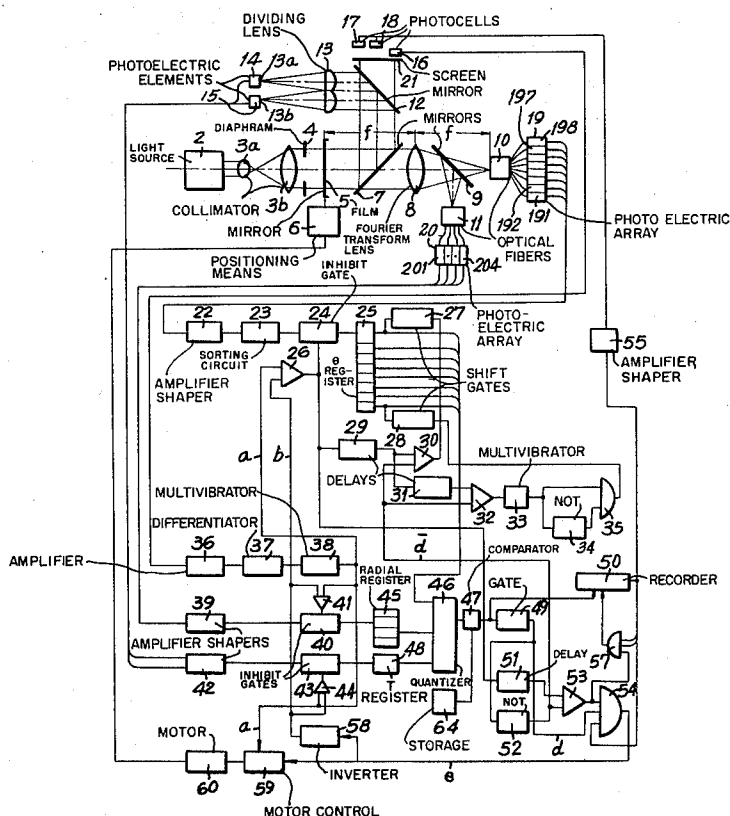 DIVIDING
LENS
17 18 PHOTOCELLS
13
14 13a
16
PHOTOELECTRIC
ELEMENTS
21 SCREEN
MIRROR
12
15
13b
DIAPHRAM 4
f f
MIRRORS
197 19 198
10
LIGHT
SOURCE
2 3a
COLLIMATOR 3b
5 FILM
7
8
9
192 191
PHOTO ELECTRIC
ARRAY
MIRROR 6
FOURIER
TRANSFORM
LENS
11
OPTICAL
FIBERS
POSITIONING
MEANS
20
201 204
INHIBIT
GATE
PHOTO-
ELECTRIC
ARRAY
22 23 24 25 27
SORTING
CIRCUIT
AMPLIFIER
SHAPER
26
θ
REG-
ISTER
SHIFT
GATES
55
AMPLIFIER
SHAPER
28
29 30
MULTIVIBRATOR
a b
DELAYS
31
32 33 35
NOT
34
MULTIVIBRATOR
d̄
DIFFERENTIATOR
COMPARATOR
AMPLIFIER
36 37 38
RADIAL
REGISTER
46 47 GATE 50
RECORDER
39 41 45 49
40
AMPLIFIER SHAPERS
57
42 INHIBIT
GATES
43 44 48
T
REGISTER
QUANTIZER
51 DELAY
53 54
NOT
52
64
STORAGE
MOTOR a 58 d
INVERTER
60 59 e
MOTOR CONTROL